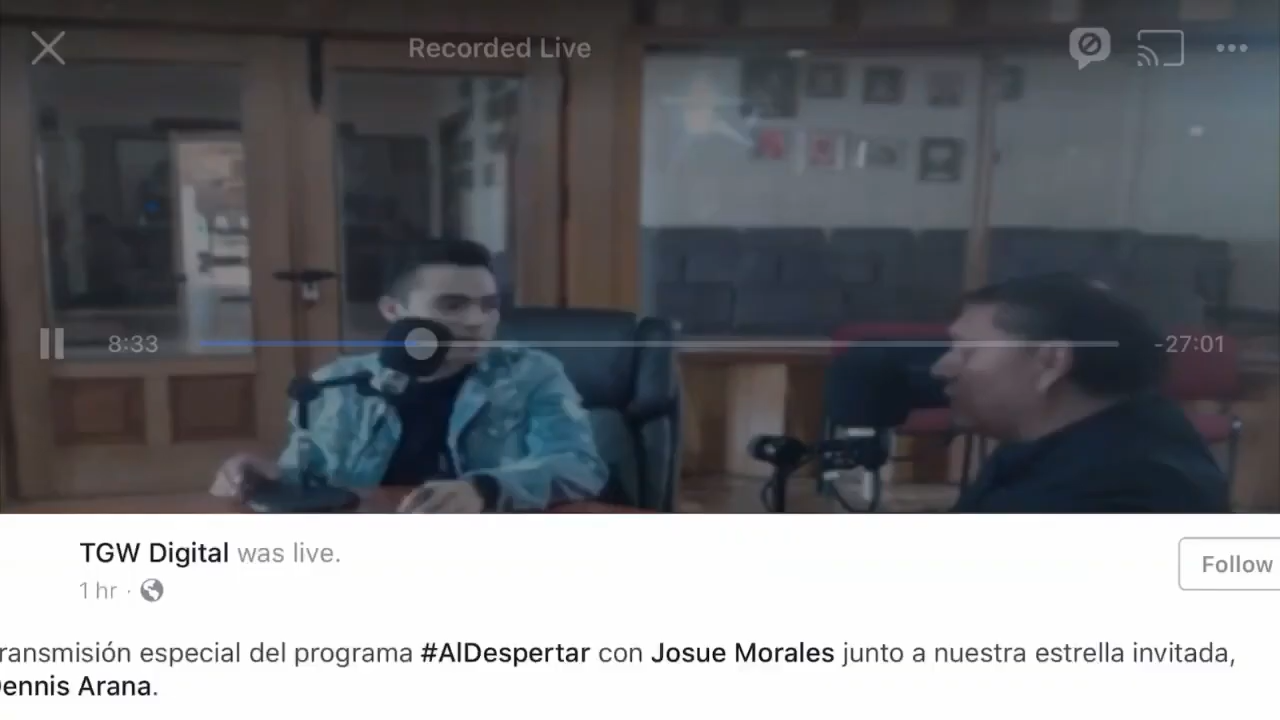 Recorded Live
8:33
-27:01
TGW Digital was live.
1 hr ·
Follow
ransmisión especial del programa #AlDespertar con Josue Morales junto a nuestra estrella invitada,
ennis Arana.